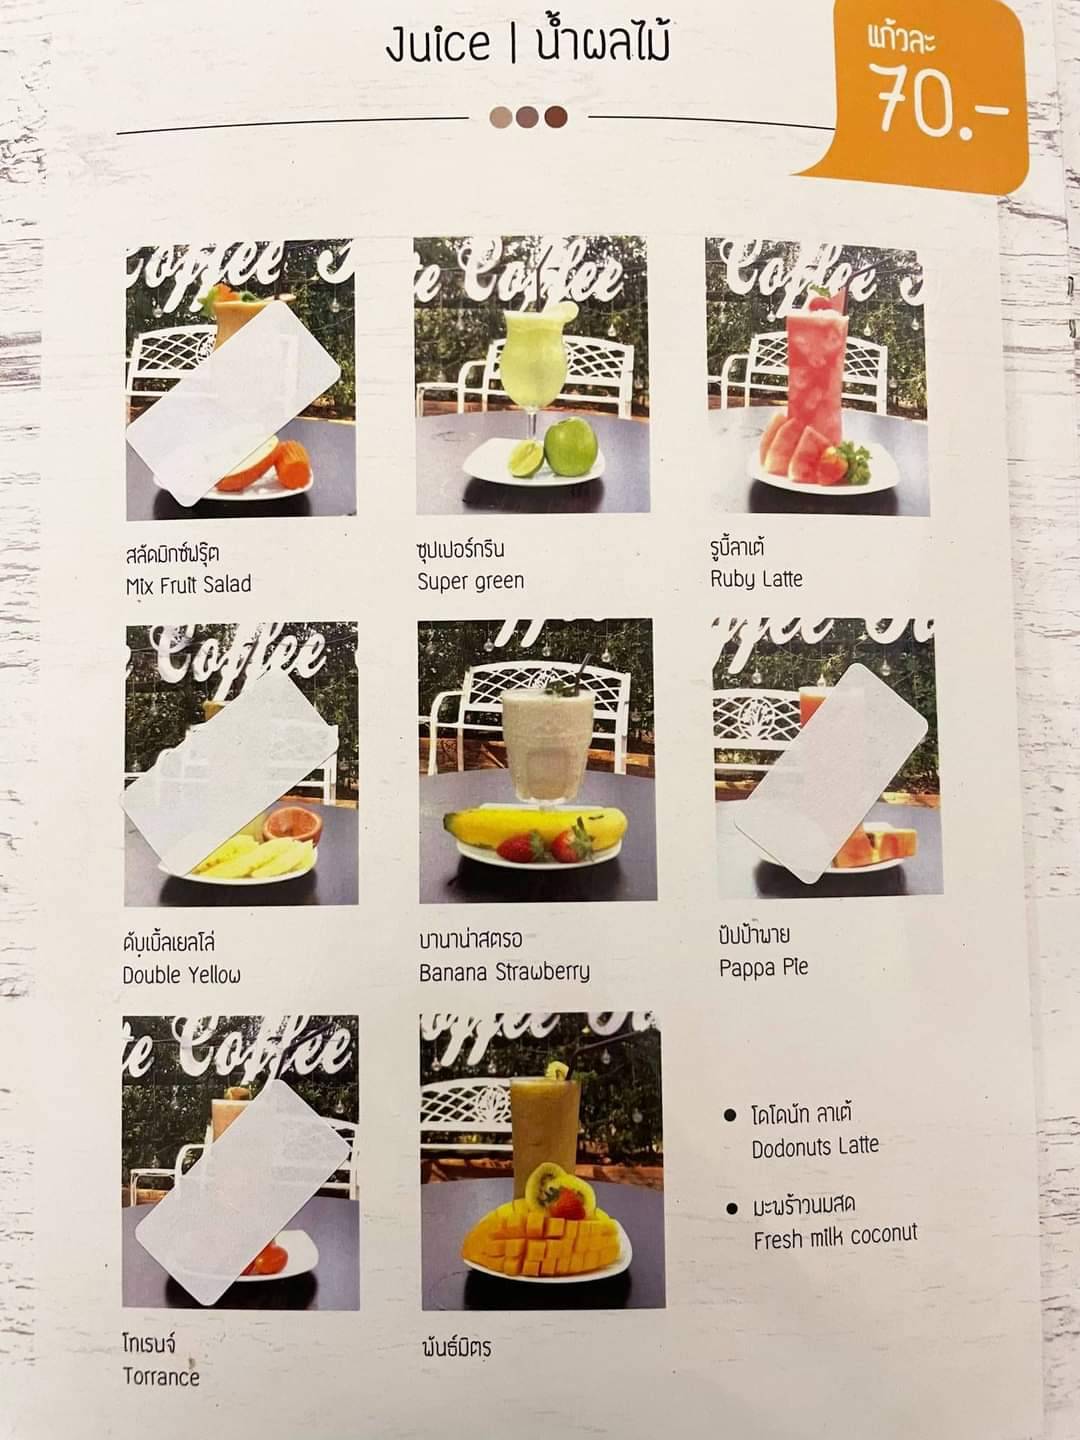 Juice | น้ำผลไม้
แก้วละ
70.-
Coffee
te Coffee
Coffee
สลัดมิกซ์ฟรุ๊ต
Mix Fruit Salad
ซุปเปอร์กรีน
Super green
รูบี้ลาเต้
Ruby Latte
Coffee
ดับเบิ้ลเยลโล่
Double Yellow
บานาน่าสตรอ
Banana Strawberry
ปัปป้าพาย
Pappa Pie
te Coffee
โทเรนจ์
Torrance
พันธ์มิตร
โดโดนัท ลาเต้
Dodonuts Latte
มะพร้าวนมสด
Fresh milk coconut